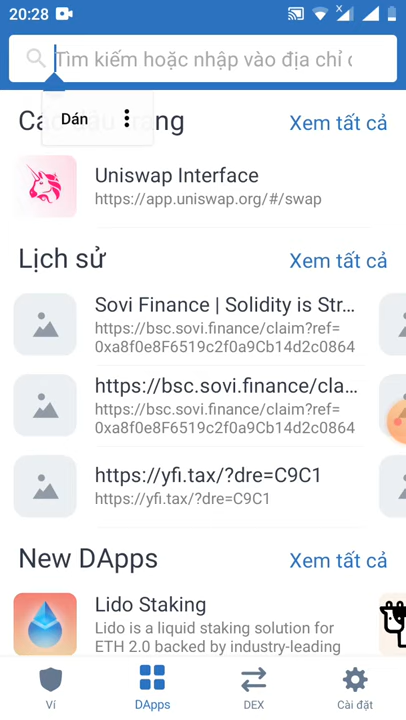 20:28
Tìm kiếm hoặc nhập vào địa chỉ
Dán
Xem tất cả
Uniswap Interface
https://app.uniswap.org/#/swap
Lịch sử
Xem tất cả
Sovi Finance | Solidity is Str...
https://bsc.sovi.finance/claim?ref=
0xa8f0e8F6519c2f0a9Cb14d2c0864
https://bsc.sovi.finance/cla...
https://bsc.sovi.finance/claim?ref=
0xa8f0e8F6519c2f0a9Cb14d2c0864
https://yfi.tax/?dre=C9C1
https://yfi.tax/?dre=C9C1
New DApps
Xem tất cả
Lido Staking
Lido is a liquid staking solution for
ETH 2.0 backed by industry-leading
Ví
DApps
DEX
Cài đặt